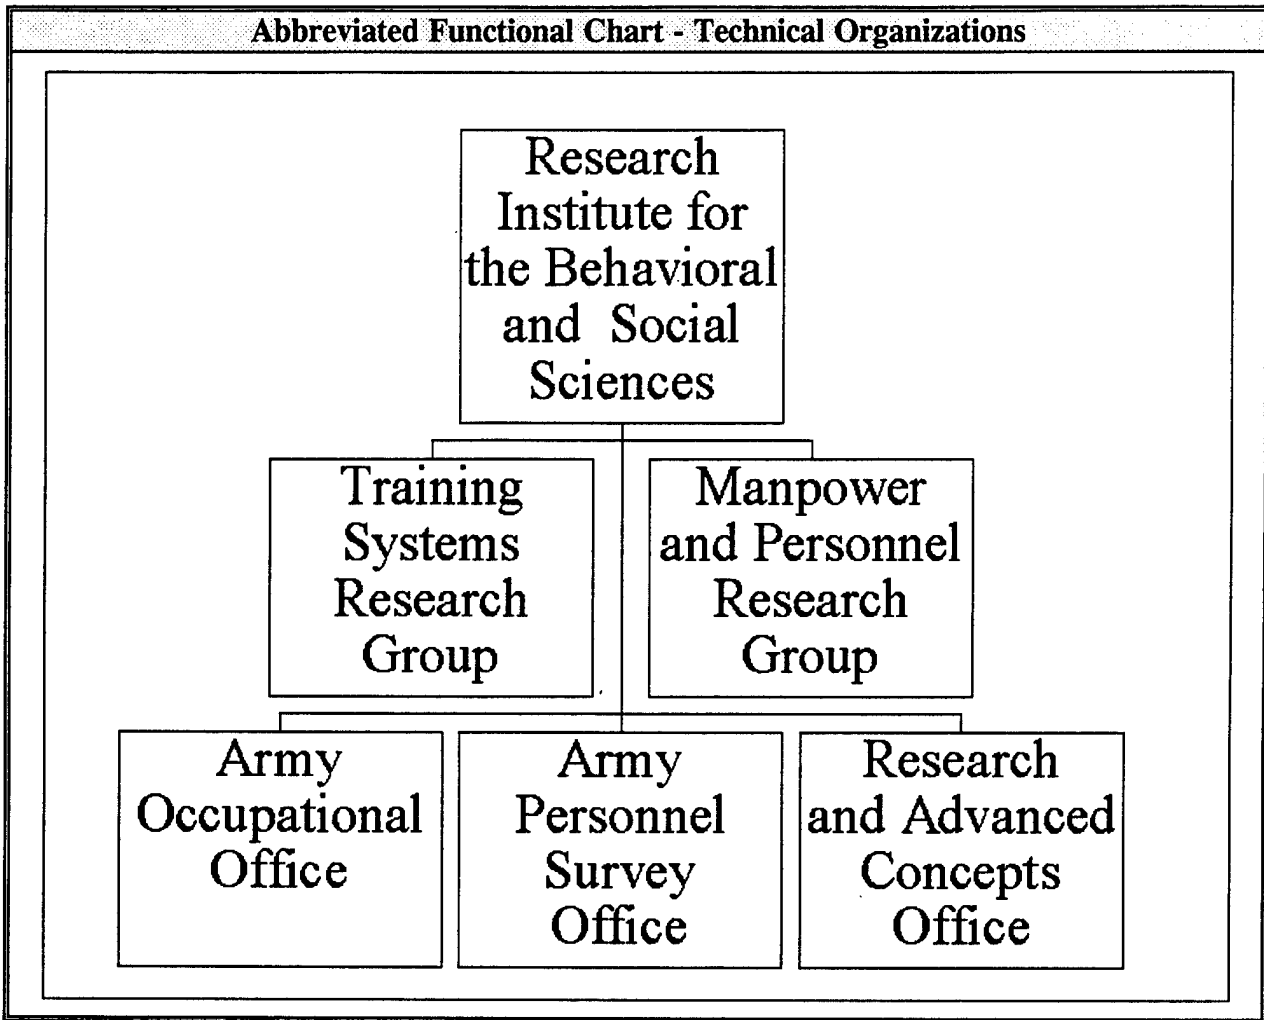 Abbreviated Functional Chart - Technical Organizations
Research
Institute for
the Behavioral
and Social
Sciences
Training
Systems
Research
Group
Manpower
and Personnel
Research
Group
Army
Occupational
Office
Army
Personnel
Survey
Office
Research
and Advanced
Concepts
Office